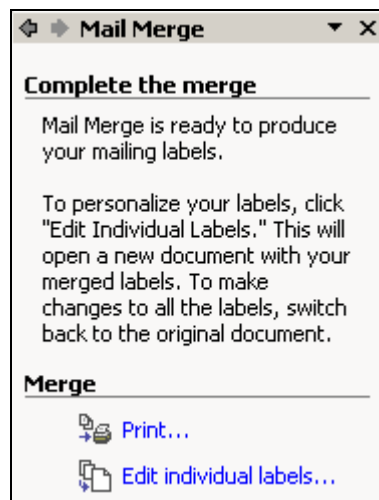 Mail Merge
Complete the merge
Mail Merge is ready to produce
your mailing labels.
To personalize your labels, click
"Edit Individual Labels." This will
open a new document with your
merged labels. To make
changes to all the labels, switch
back to the original document.
Merge
Print...
Edit individual labels...